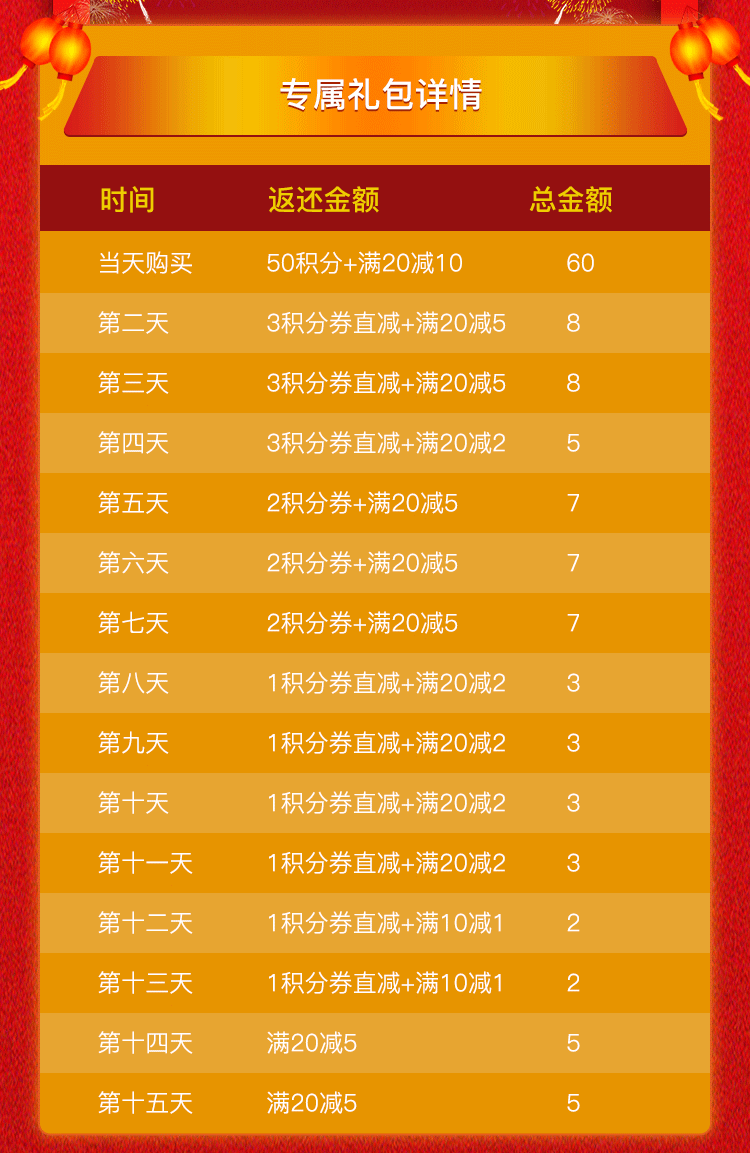 专属礼包详情
时间 返还金额 总金额
当天购买 50积分+满20减10 60
第二天 3积分券直减+满20减5 8
第三天 3积分券直减+满20减5 8
第四天 3积分券直减+满20减2 5
第五天 2积分券+满20减5 7
第六天 2积分券+满20减5 7
第七天 2积分券+满20减5 7
第八天 1积分券直减+满20减2 3
第九天 1积分券直减+满20减2 3
第十天 1积分券直减+满20减2 3
第十一天 1积分券直减+满20减2 3
第十二天 1积分券直减+满10减1 2
第十三天 1积分券直减+满10减1 2
第十四天 满20减5 5
第十五天 满20减5 5